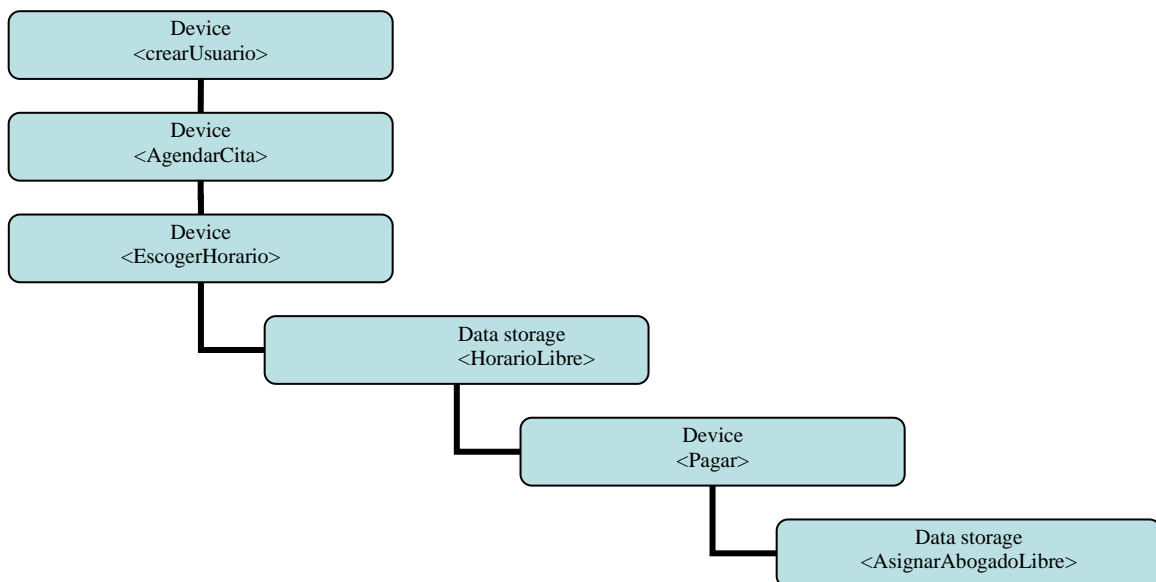 Device
<crearUsuario>
Device
<AgendarCita>
Device
<EscogerHorario>
Data storage
<HorarioLibre>
Device
<Pagar>
Data storage
<AsignarAbogadoLibre>